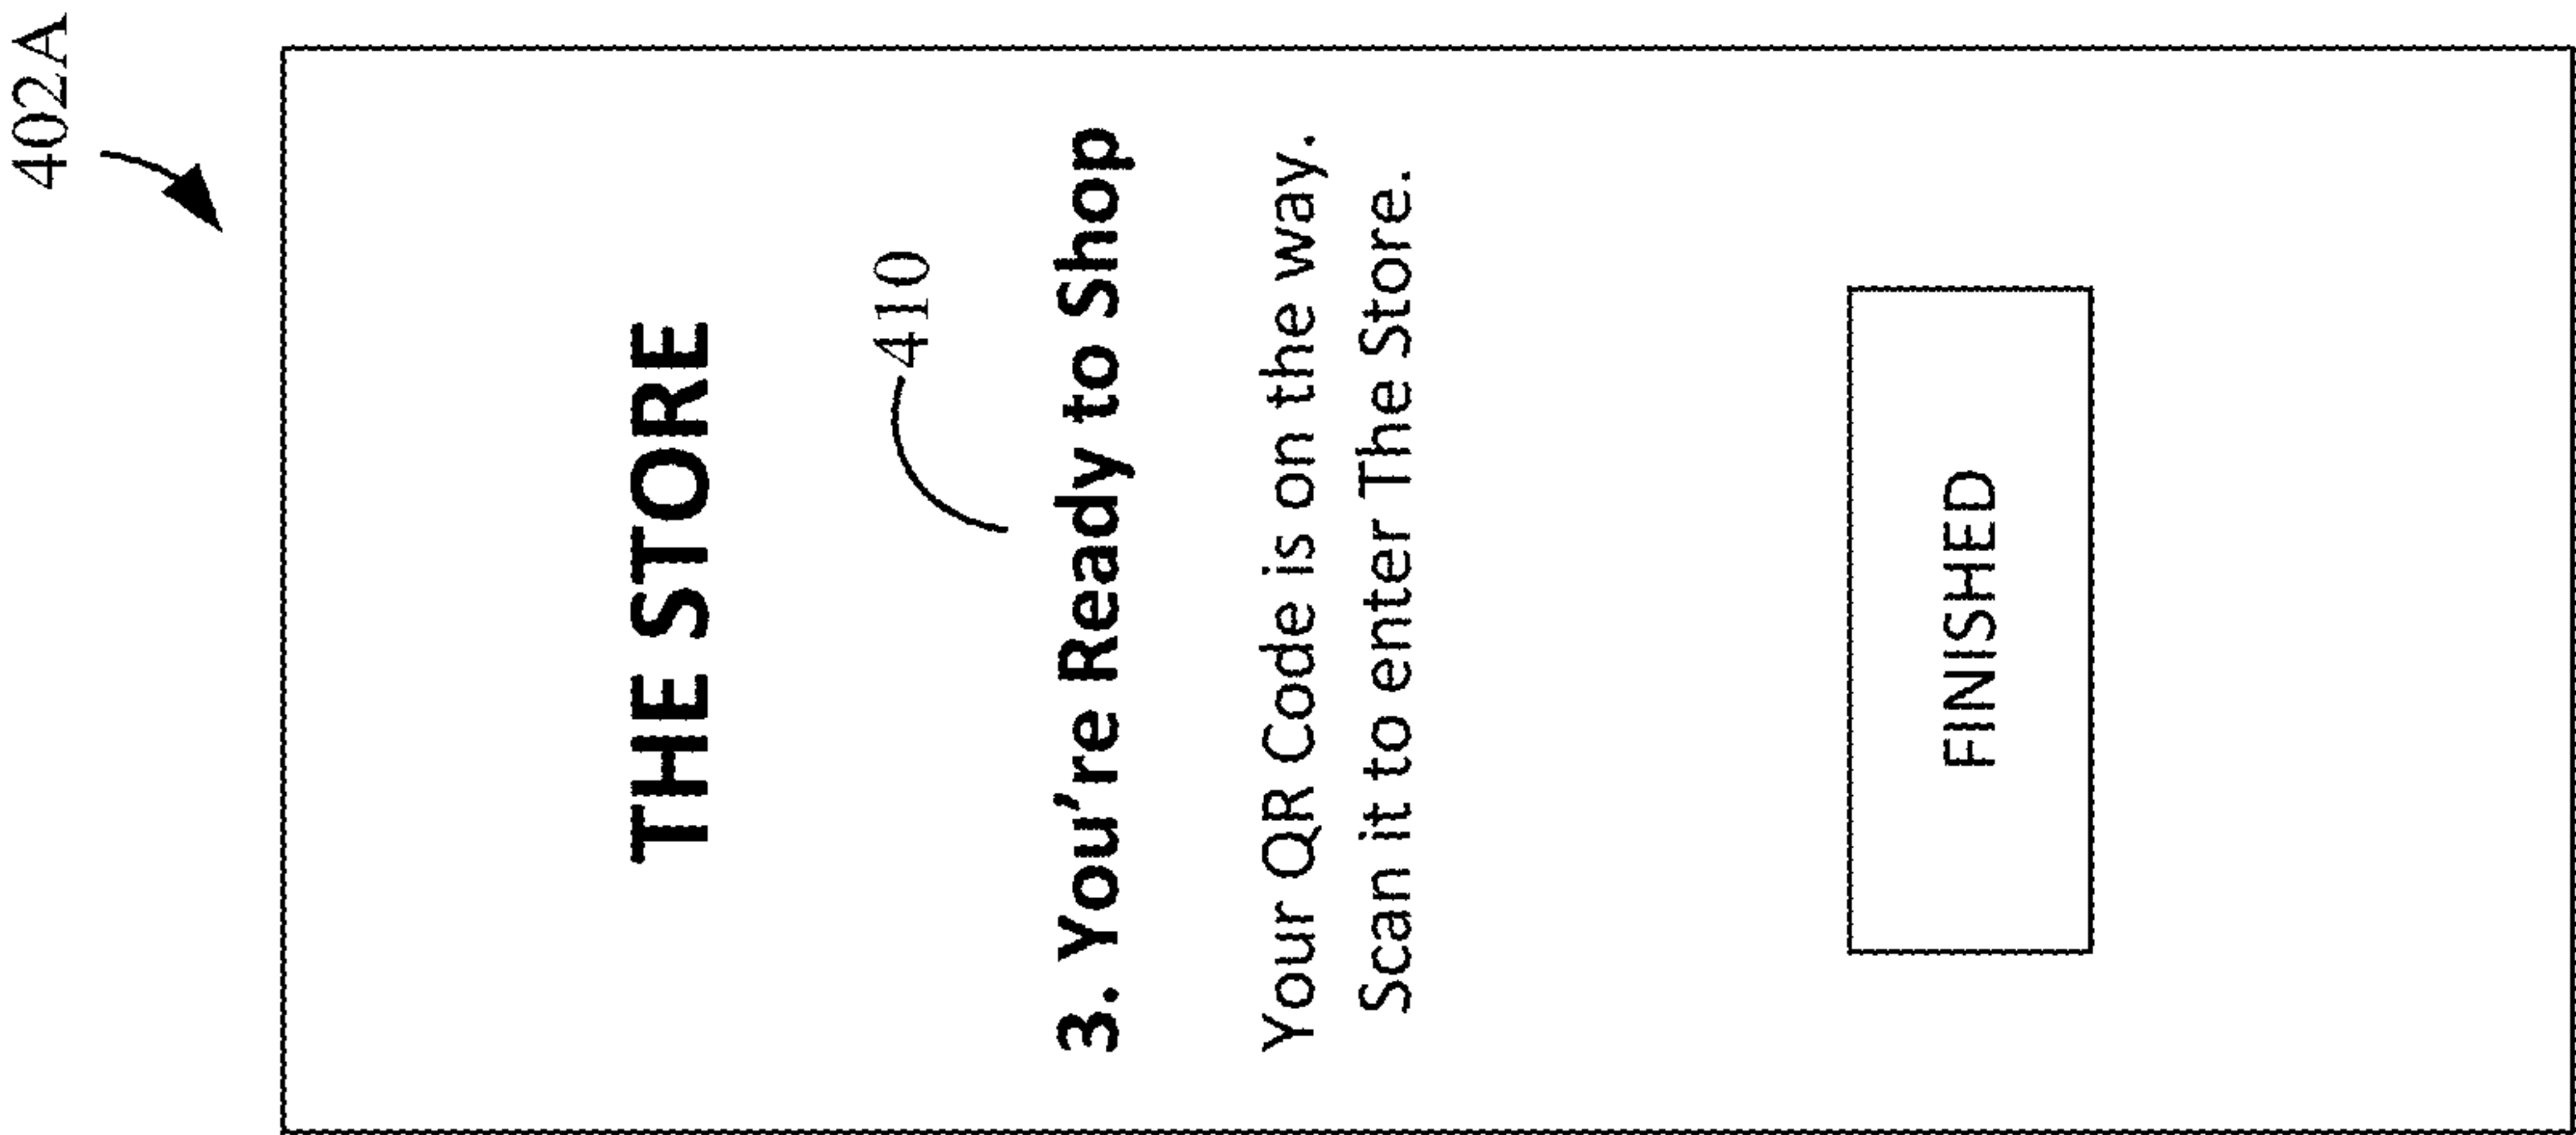 402A
THE STORE
410
3. You're Ready to Shop
Your QR Code is on the way.
Scan it to enter The Store.
FINISHED